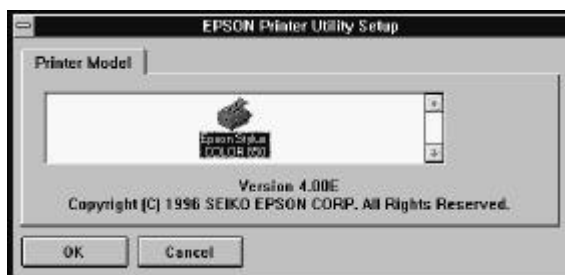 EPSON Printer Utility Setup
Printer Model
Epson Stylus
COLOR 850
Version 4.00E
Copyright (C) 1996 SEIKO EPSON CORP. All Rights Reserved.
OK
Cancel